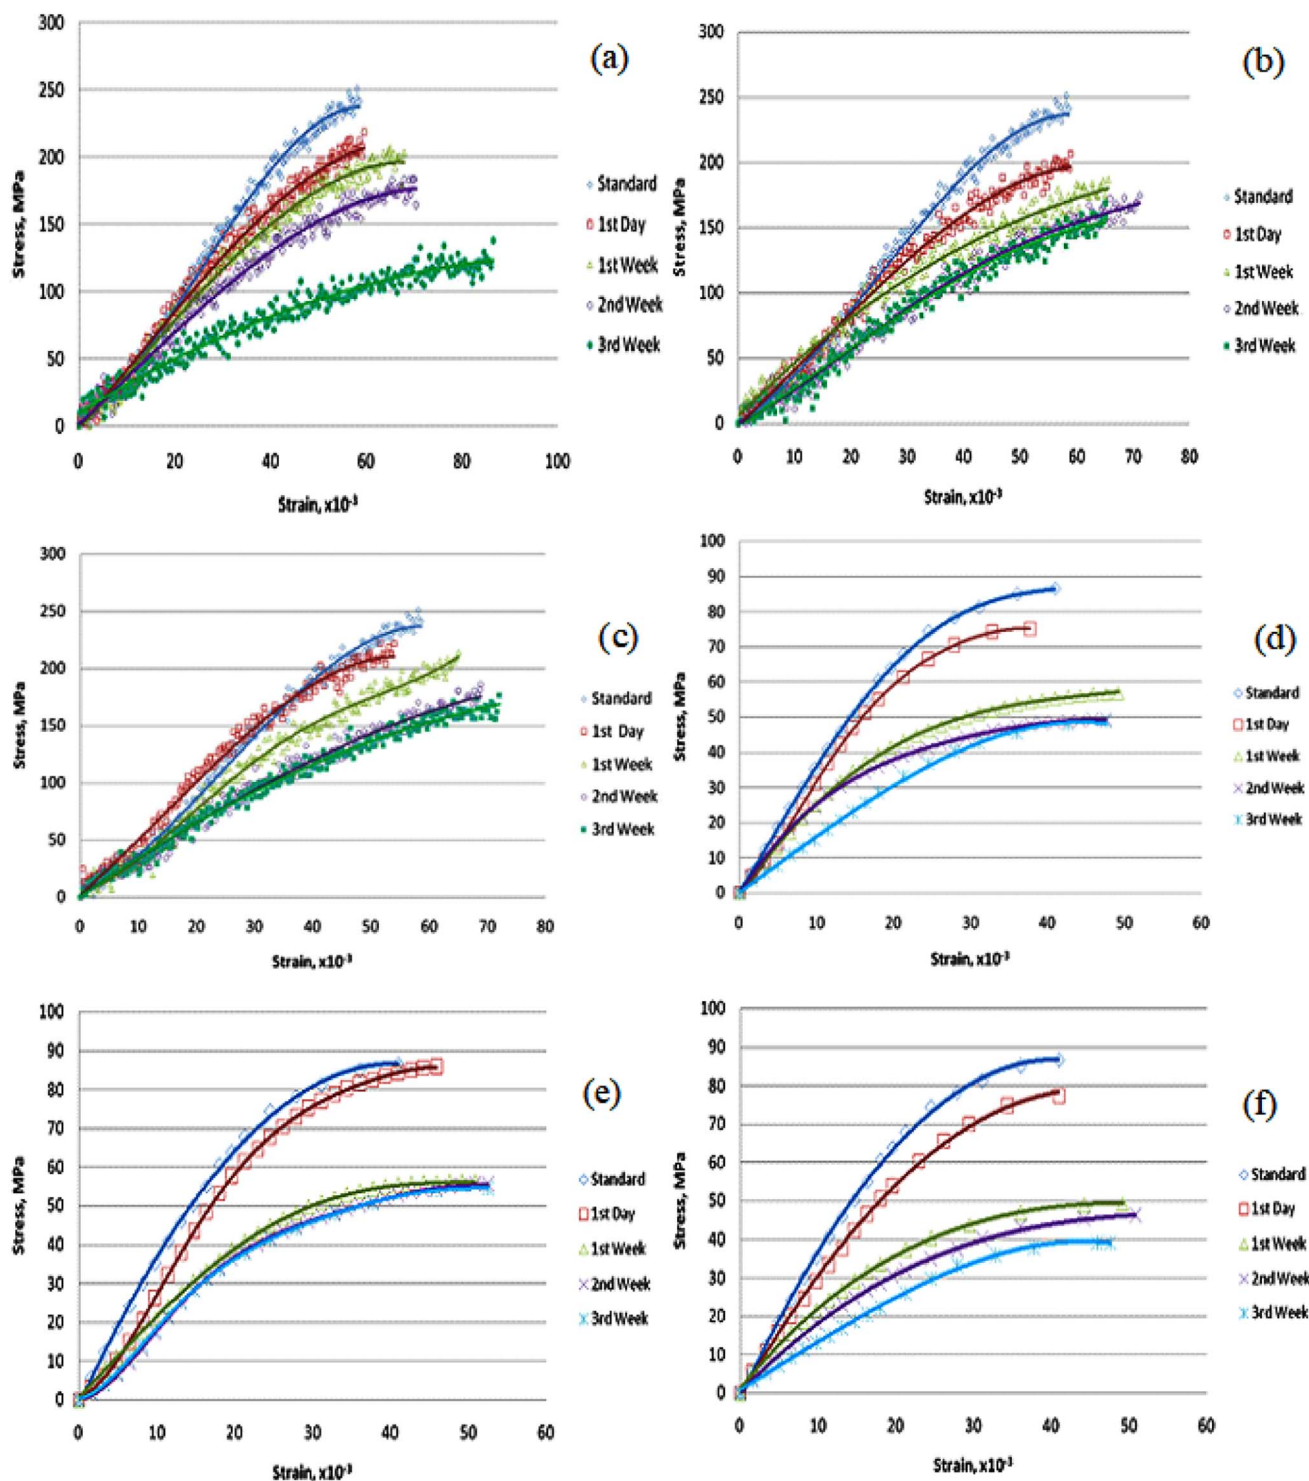 300
250
200
150
100
50
0
Stress, MPa
0 20 40 60 80 100
Strain, x10⁻³
(a)
Standard
1st Day
1st Week
2nd Week
3rd Week
300
250
200
150
100
50
0
Stress, MPa
0 10 20 30 40 50 60 70 80
Strain, x10⁻³
(b)
Standard
1st Day
1st Week
2nd Week
3rd Week
300
250
200
150
100
50
0
Stress, MPa
0 10 20 30 40 50 60 70 80
Strain, x10⁻³
(c)
Standard
1st Day
1st Week
2nd Week
3rd Week
100
90
80
70
60
50
40
30
20
10
0
Stress, MPa
0 10 20 30 40 50 60
Strain, x10⁻³
(d)
Standard
1st Day
1st Week
2nd Week
3rd Week
100
90
80
70
60
50
40
30
20
10
0
Stress, MPa
0 10 20 30 40 50 60
Strain, x10⁻³
(e)
Standard
1st Day
1st Week
2nd Week
3rd Week
100
90
80
70
60
50
40
30
20
10
0
Stress, MPa
0 10 20 30 40 50 60
Strain, x10⁻³
(f)
Standard
1st Day
1st Week
2nd Week
3rd Week